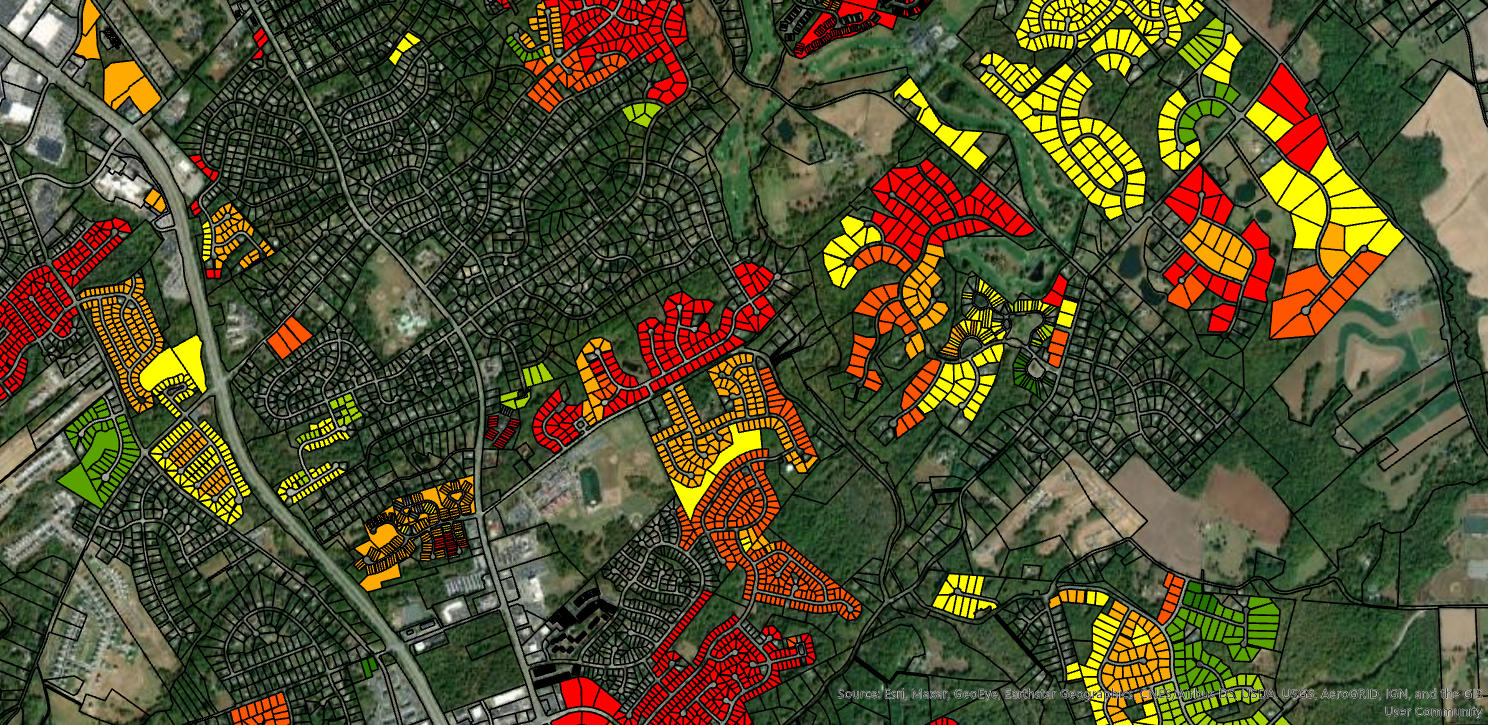 Source: Esri, Maxar, GeoEye, Earthstar Geographics, CNES/Airbus DS, USDA, USGS, AeroGRID, IGN, and the GIS
User Community